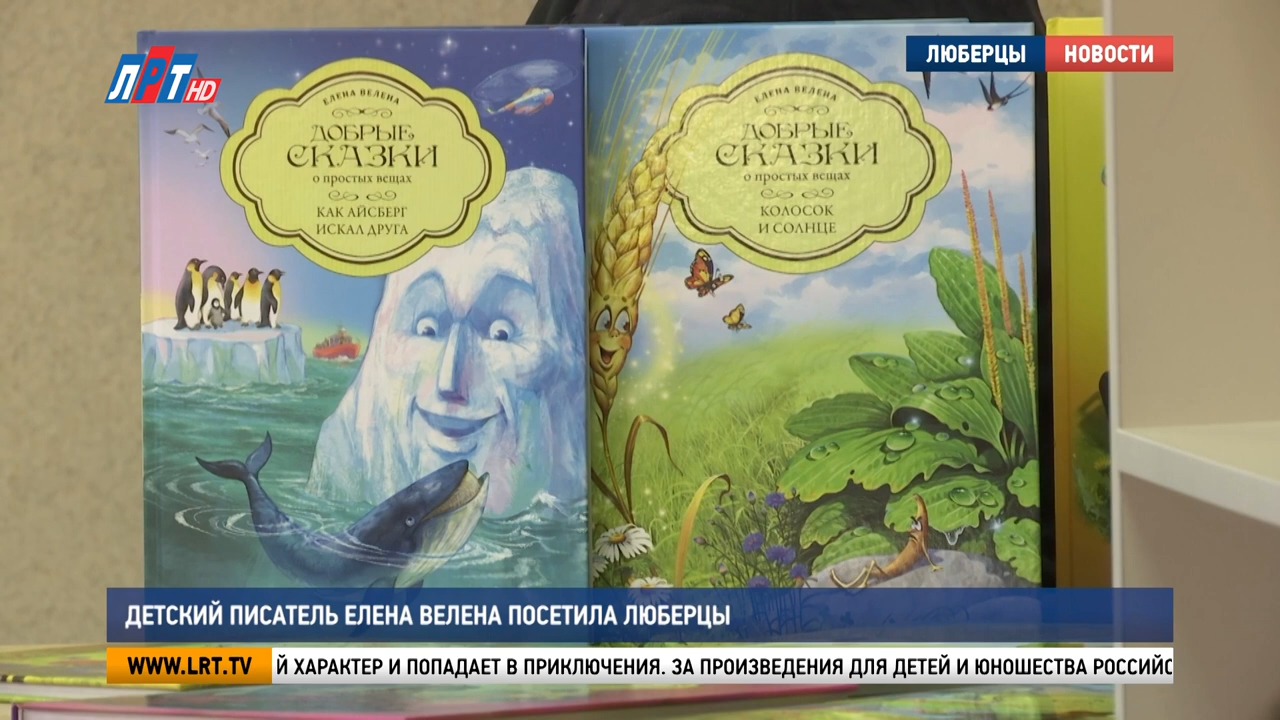 ЛРТ HD
ЛЮБЕРЦЫ НОВОСТИ
ЕЛЕНА ВЕЛЕНА
ДОБРЫЕ
СКАЗКИ
о простых вещах
КАК АЙСБЕРГ
ИСКАЛ ДРУГА
ЕЛЕНА ВЕЛЕНА
ДОБРЫЕ
СКАЗКИ
о простых вещах
КОЛОСОК
И СОЛНЦЕ
ДЕТСКИЙ ПИСАТЕЛЬ ЕЛЕНА ВЕЛЕНА ПОСЕТИЛА ЛЮБЕРЦЫ
WWW.LRT.TV Й ХАРАКТЕР И ПОПАДАЕТ В ПРИКЛЮЧЕНИЯ. ЗА ПРОИЗВЕДЕНИЯ ДЛЯ ДЕТЕЙ И ЮНОШЕСТВА РОССИЙС